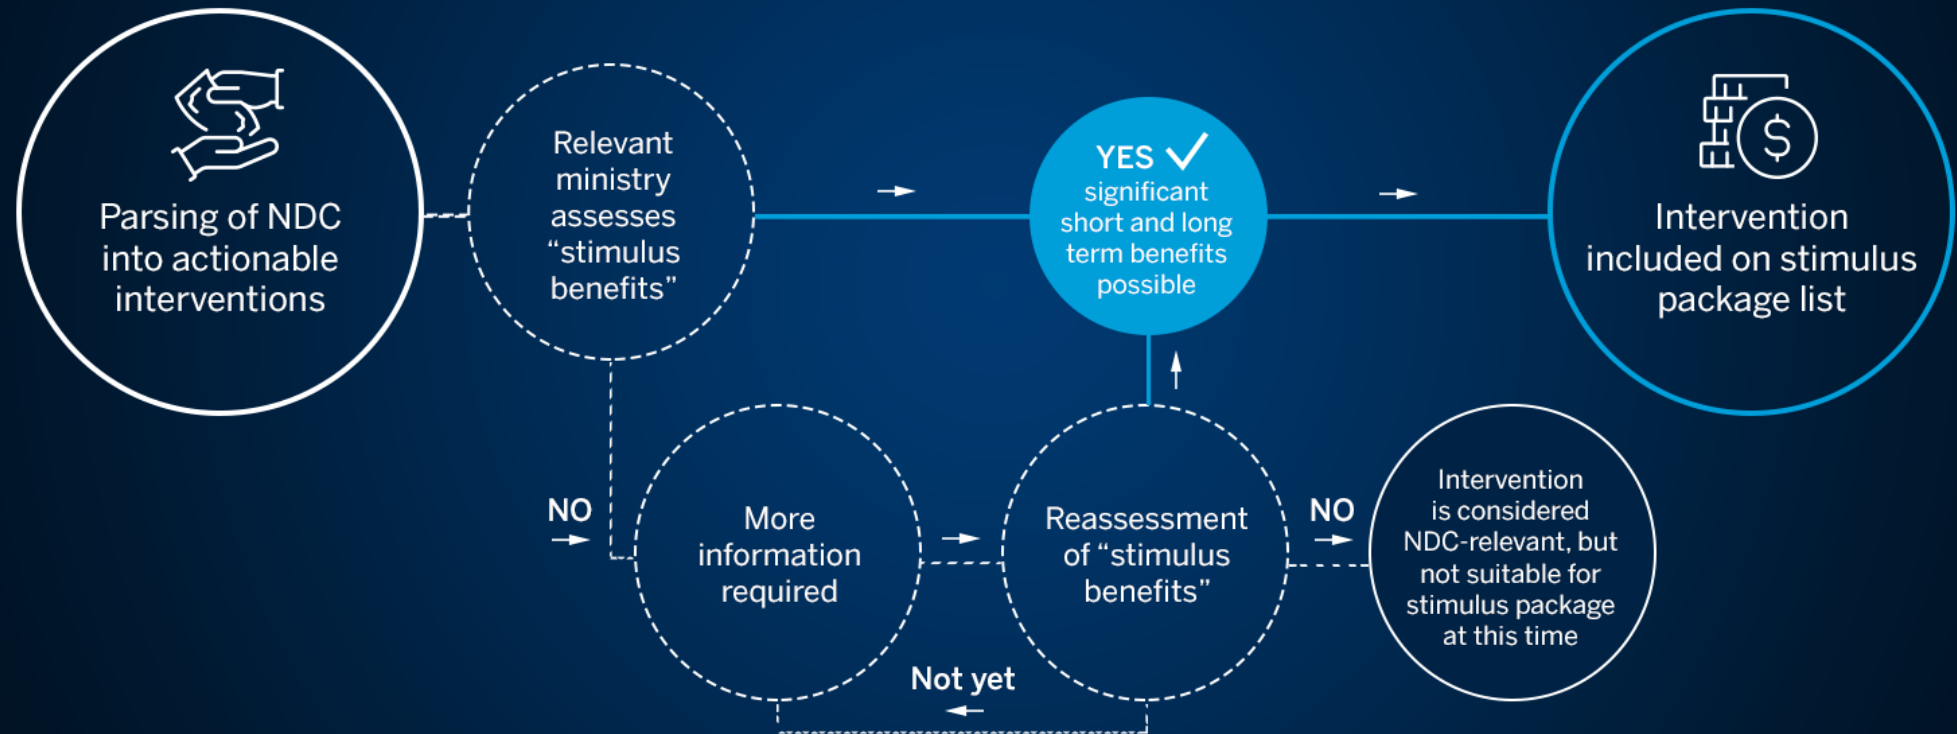 Parsing of NDC
into actionable
interventions
Relevant
ministry
assesses
“stimulus
benefits”
YES
significant
short and long
term benefits
possible
$
Intervention
included on stimulus
package list
NO
More
information
required
Reassessment
of “stimulus
benefits”
NO
Intervention
is considered
NDC-relevant, but
not suitable for
stimulus package
at this time
Not yet